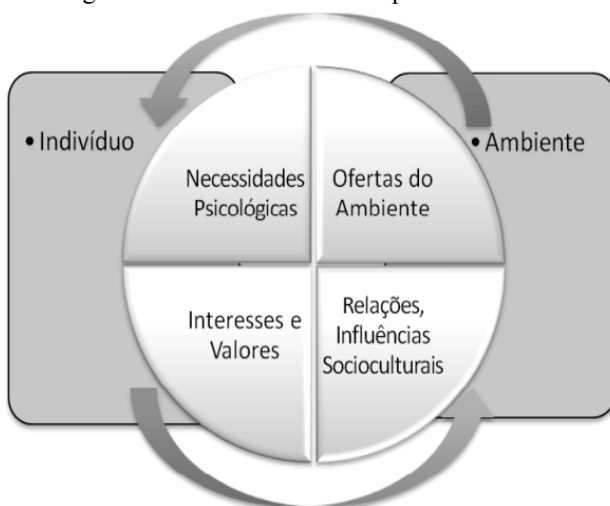 • Indivíduo
• Ambiente
Necessidades
Psicológicas
Ofertas do
Ambiente
Interesses e
Valores
Relações,
Influências
Socioculturais